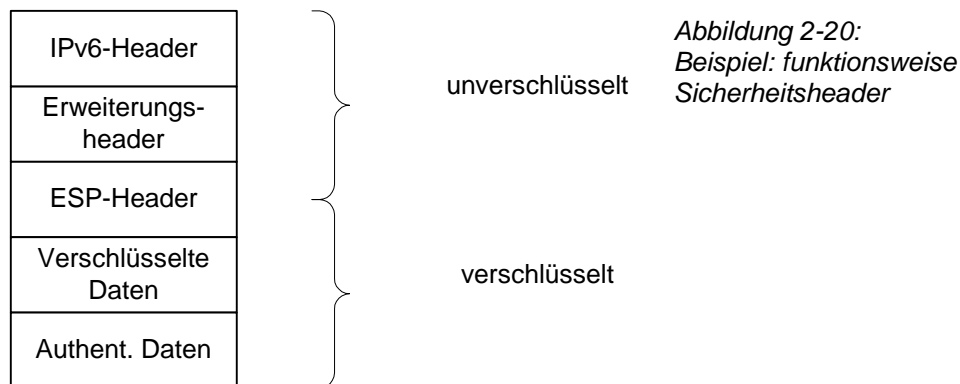 IPv6-Header
Erweiterungs-
header
ESP-Header
Verschlüsselte
Daten
Authent. Daten
unverschlüsselt
verschlüsselt
Abbildung 2-20:
Beispiel: funktionsweise
Sicherheitsheader